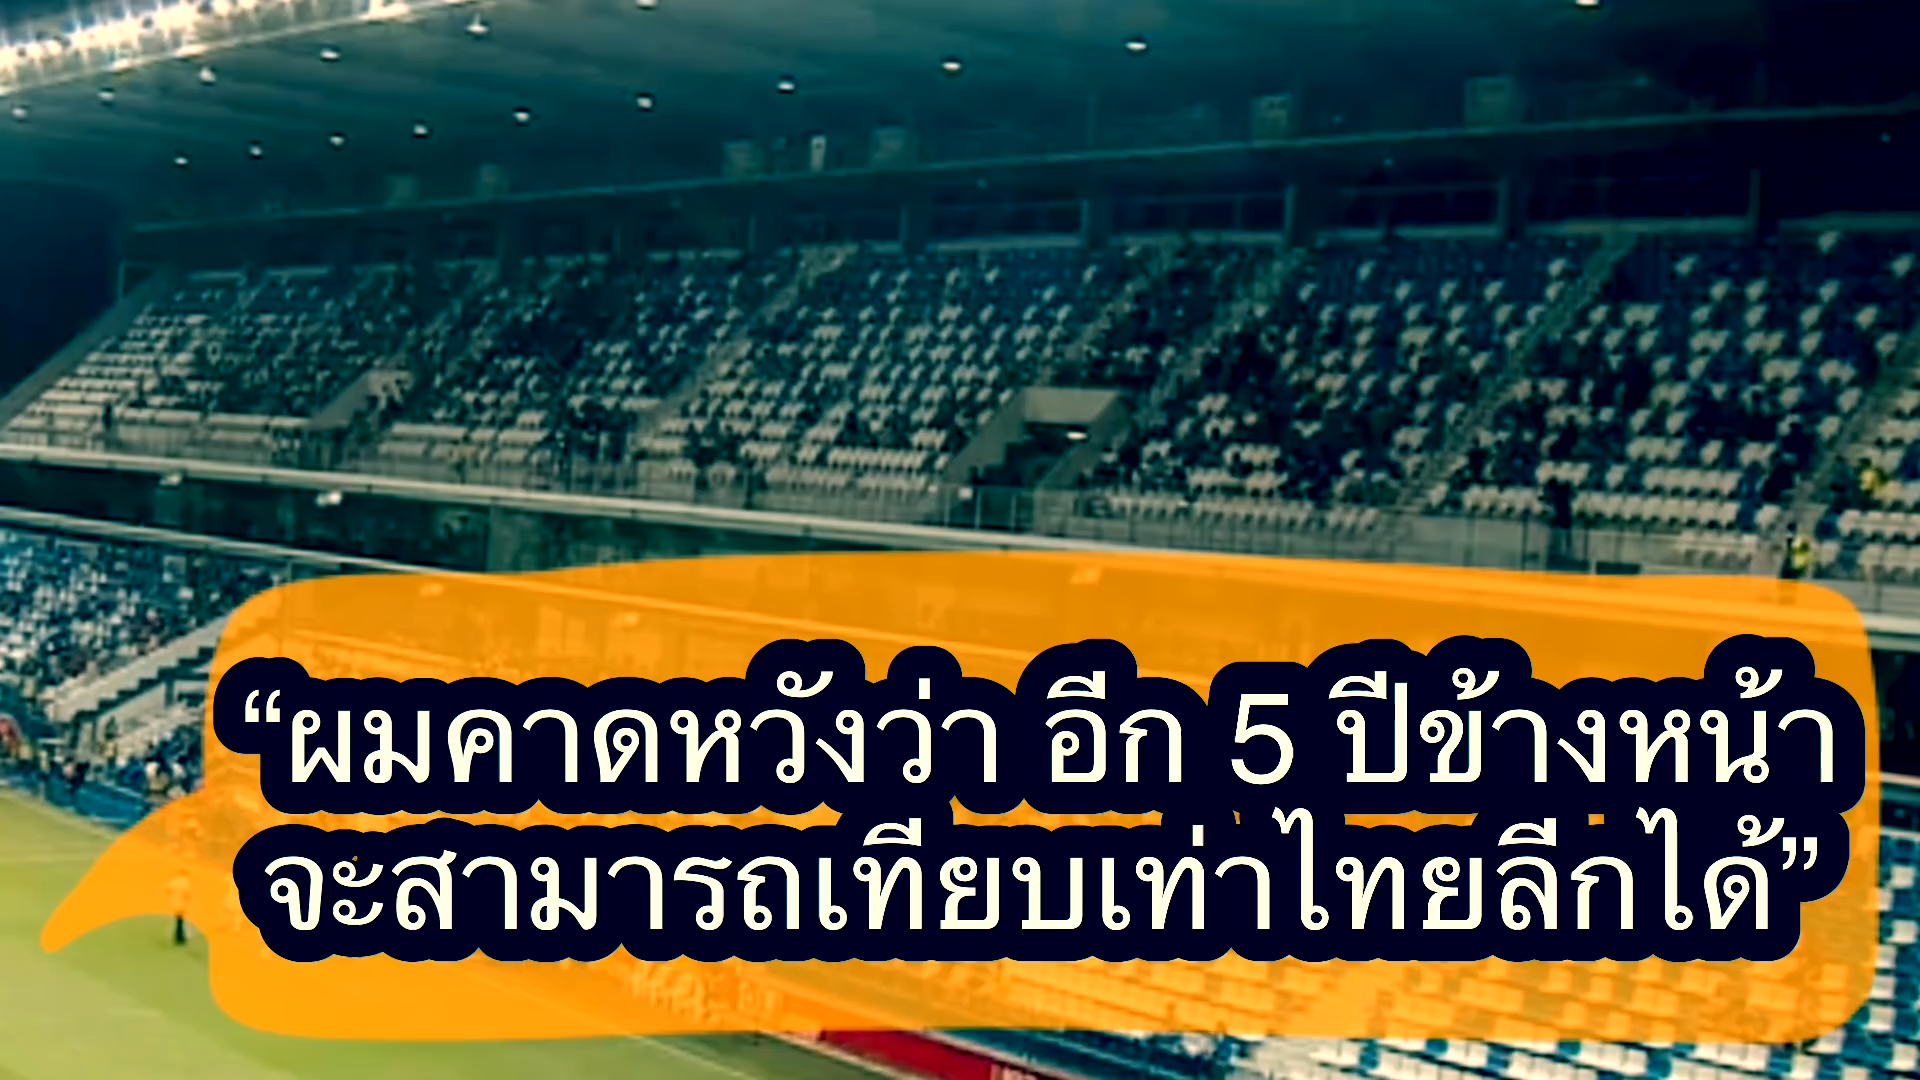 “ผมคาดหวังว่า อีก 5 ปีข้างหน้า
จะสามารถเทียบเท่าไทยลีกได้”